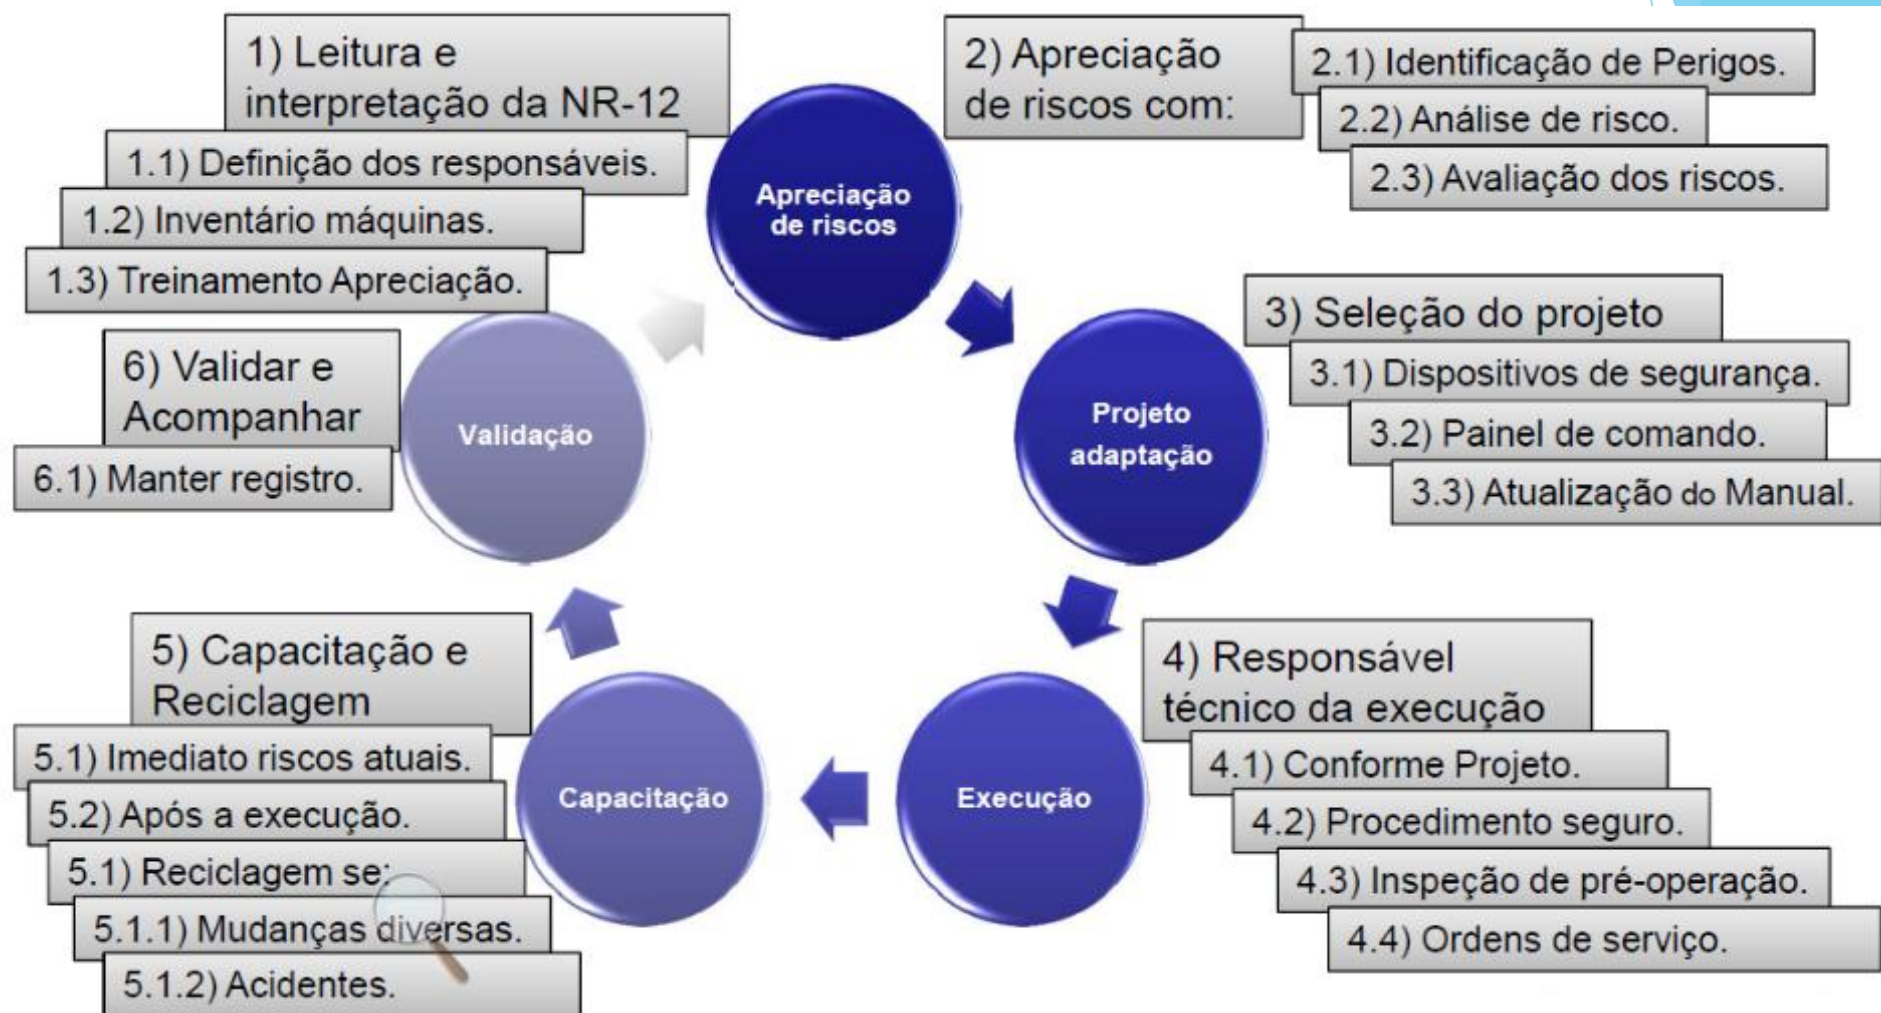 1) Leitura e
interpretação da NR-12
1.1) Definição dos responsáveis.
1.2) Inventário máquinas.
1.3) Treinamento Apreciação.
Apreciação
de riscos
2) Apreciação
de riscos com:
2.1) Identificação de Perigos.
2.2) Análise de risco.
2.3) Avaliação dos riscos.
3) Seleção do projeto
3.1) Dispositivos de segurança.
3.2) Painel de comando.
3.3) Atualização do Manual.
Projeto
adaptação
4) Responsável
técnico da execução
4.1) Conforme Projeto.
4.2) Procedimento seguro.
4.3) Inspeção de pré-operação.
4.4) Ordens de serviço.
Execução
5) Capacitação e
Reciclagem
5.1) Imediato riscos atuais.
5.2) Após a execução.
5.1) Reciclagem se:
5.1.1) Mudanças diversas.
5.1.2) Acidentes.
Capacitação
6) Validar e
Acompanhar
6.1) Manter registro.
Validação